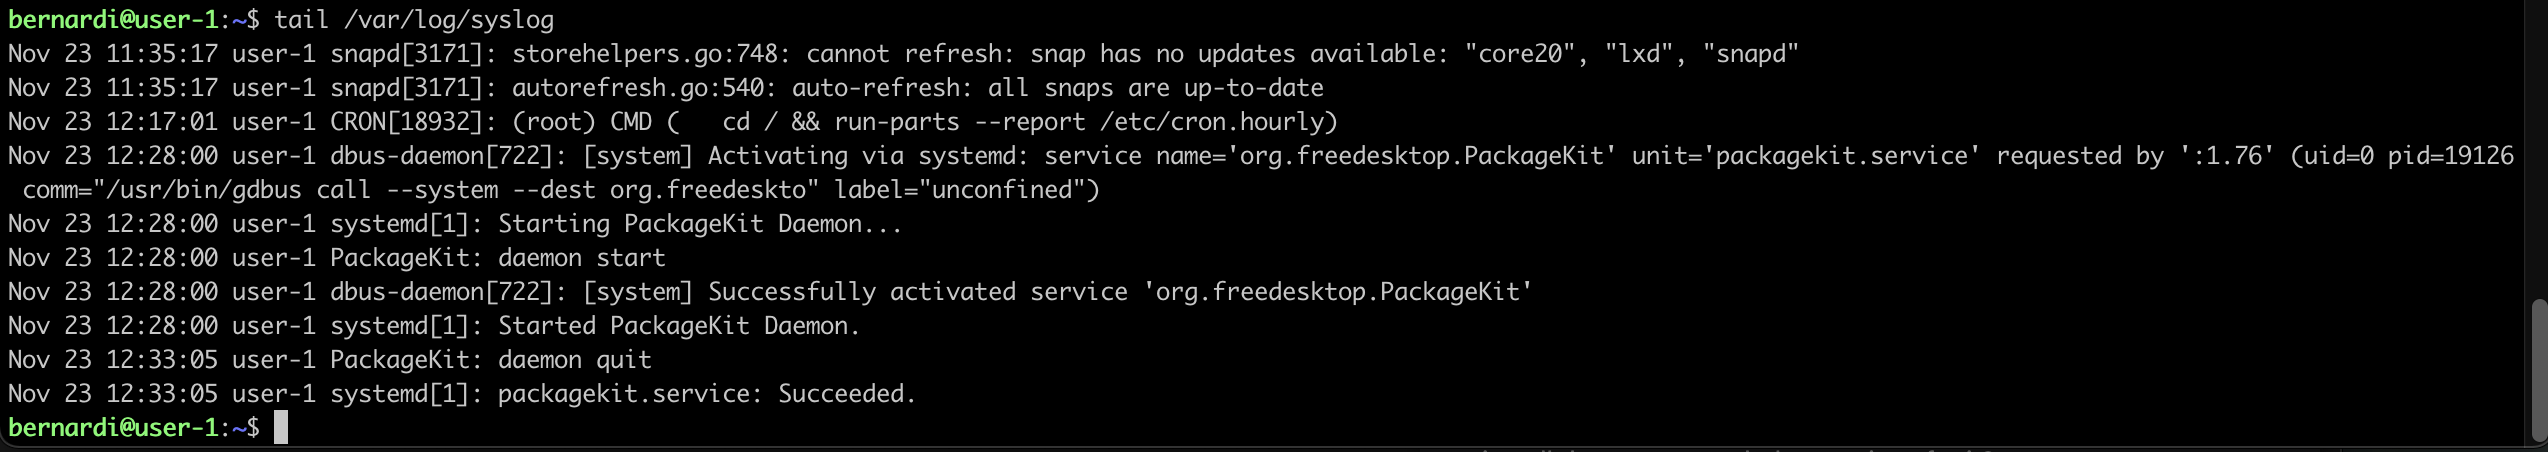 bernardi@user-1:~$ tail /var/log/syslog
Nov 23 11:35:17 user-1 snapd[3171]: storehelpers.go:748: cannot refresh: snap has no updates available: "core20", "lxd", "snapd"
Nov 23 11:35:17 user-1 snapd[3171]: autorefresh.go:540: auto-refresh: all snaps are up-to-date
Nov 23 12:17:01 user-1 CRON[18932]: (root) CMD (   cd / && run-parts --report /etc/cron.hourly)
Nov 23 12:28:00 user-1 dbus-daemon[722]: [system] Activating via systemd: service name='org.freedesktop.PackageKit' unit='packagekit.service' requested by ':1.76' (uid=0 pid=19126
 comm="/usr/bin/gdbus call --system --dest org.freedeskto" label="unconfined")
Nov 23 12:28:00 user-1 systemd[1]: Starting PackageKit Daemon...
Nov 23 12:28:00 user-1 PackageKit: daemon start
Nov 23 12:28:00 user-1 dbus-daemon[722]: [system] Successfully activated service 'org.freedesktop.PackageKit'
Nov 23 12:28:00 user-1 systemd[1]: Started PackageKit Daemon.
Nov 23 12:33:05 user-1 PackageKit: daemon quit
Nov 23 12:33:05 user-1 systemd[1]: packagekit.service: Succeeded.
bernardi@user-1:~$